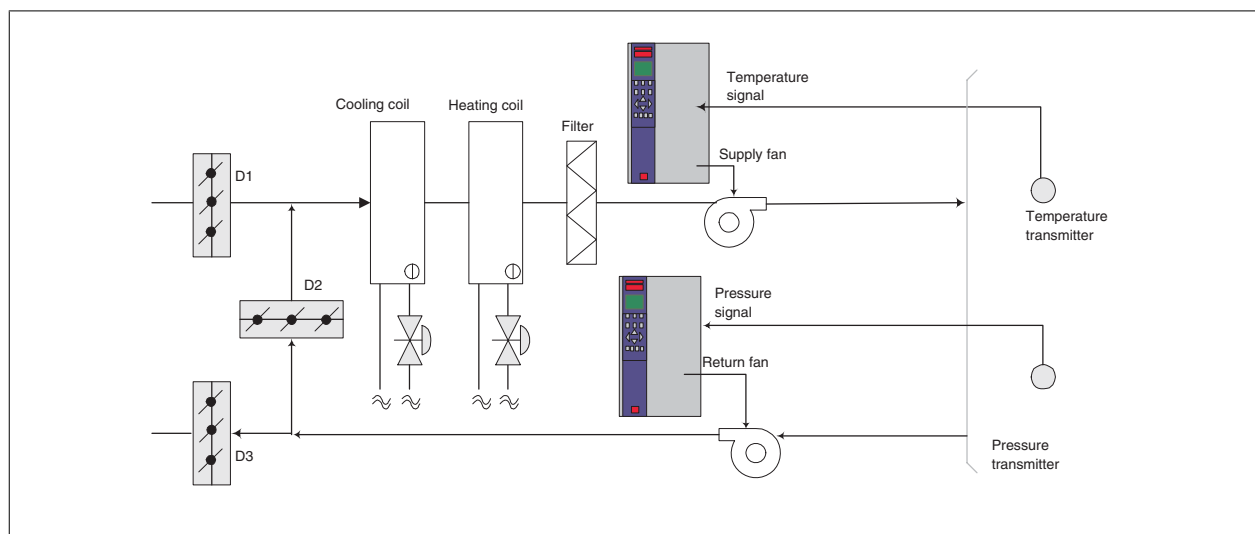 Cooling coil
Heating coil
Filter
Temperature
signal
Supply fan
D1
Temperature
transmitter
D2
Pressure
signal
Return fan
D3
Pressure
transmitter